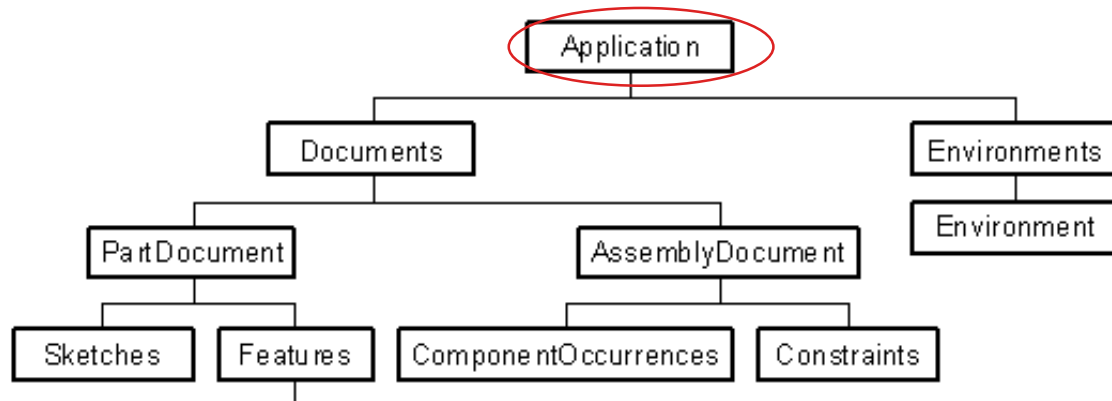 Application
Documents
Environments
Environment
PartDocument
AssemblyDocument
Sketches
Features
ComponentOccurrences
Constraints